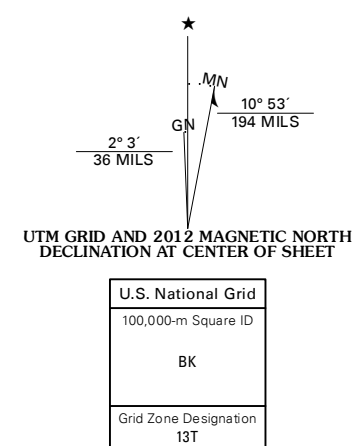 MN
10° 53´
194 MILS
GN
2° 3´
36 MILS
UTM GRID AND 2012 MAGNETIC NORTH
DECLINATION AT CENTER OF SHEET
U.S. National Grid
100,000-m Square ID
BK
Grid Zone Designation
13T